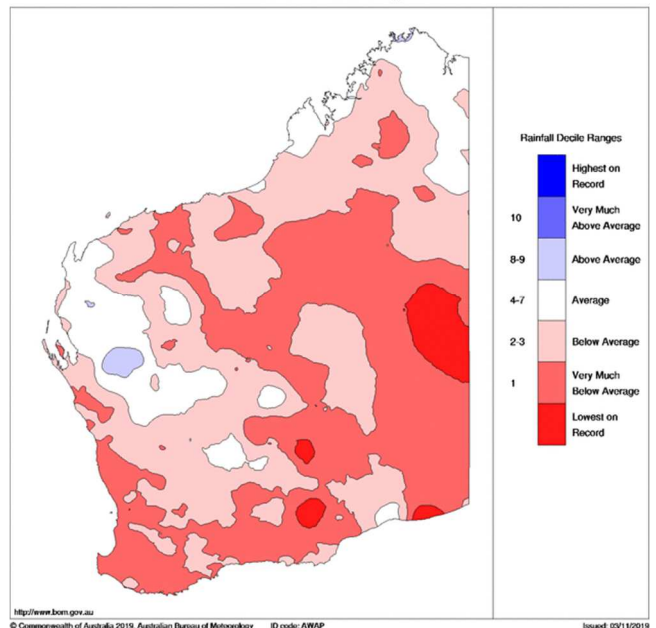 Rainfall Decile Ranges
Highest on
Record
10
Very Much
Above Average
8-9
Above Average
4-7
Average
2-3
Below Average
1
Very Much
Below Average
Lowest on
Record
http://www.bom.gov.au
© Commonwealth of Australia 2019, Australian Bureau of Meteorology ID code: AWAP Issued: 03/11/2019